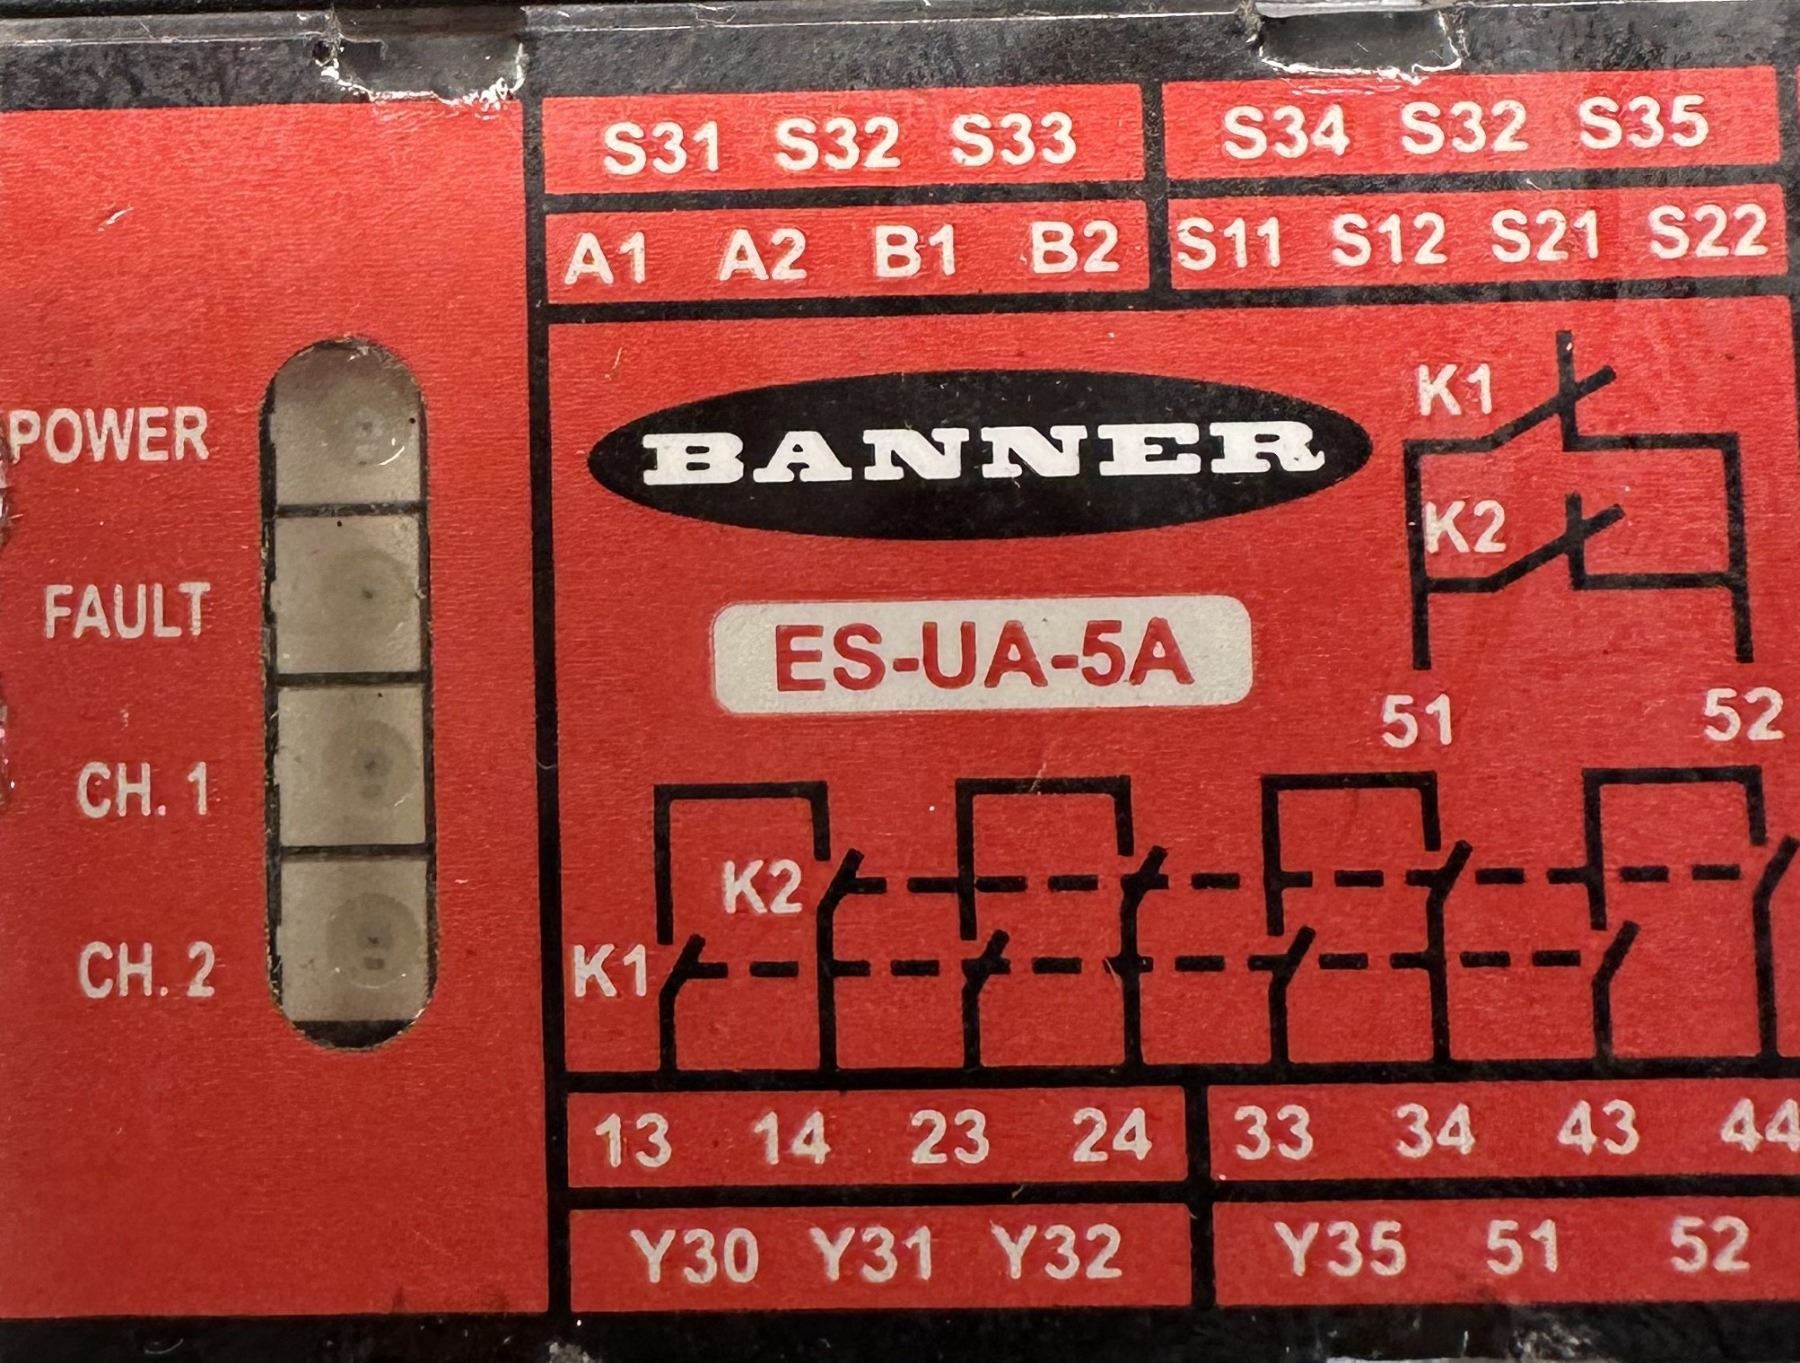 S31 S32 S33 S34 S32 S35
A1 A2 B1 B2 S11 S12 S21 S22
K1
POWER
BANNER
K2
FAULT
ES-UA-5A
51 52
CH. 1
K2
CH. 2
K1
13 14 23 24 33 34 43 44
Y30 Y31 Y32 Y35 51 52